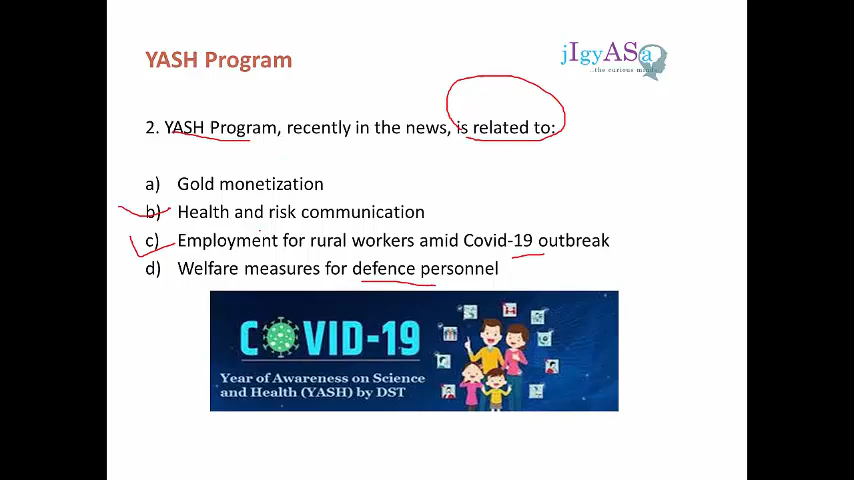 YASH Program
jIgyASa
..the curious minds
2. YASH Program, recently in the news, is related to:
a) Gold monetization
b) Health and risk communication
c) Employment for rural workers amid Covid-19 outbreak
d) Welfare measures for defence personnel
COVID-19
Year of Awareness on Science
and Health (YASH) by DST